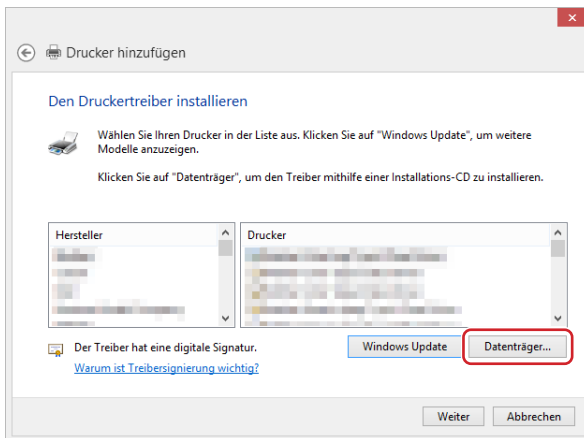 Drucker hinzufügen
Den Druckertreiber installieren
Wählen Sie Ihren Drucker in der Liste aus. Klicken Sie auf "Windows Update", um weitere
Modelle anzuzeigen.
Klicken Sie auf "Datenträger", um den Treiber mithilfe einer Installations-CD zu installieren.
Hersteller
Drucker
Der Treiber hat eine digitale Signatur.
Warum ist Treibersignierung wichtig?
Windows Update
Datenträger...
Weiter
Abbrechen